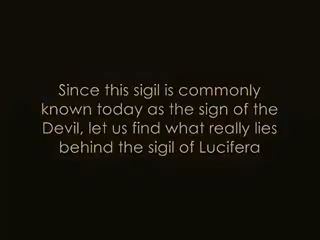 Since this sigil is commonly
known today as the sign of the
Devil, let us find what really lies
behind the sigil of Lucifera